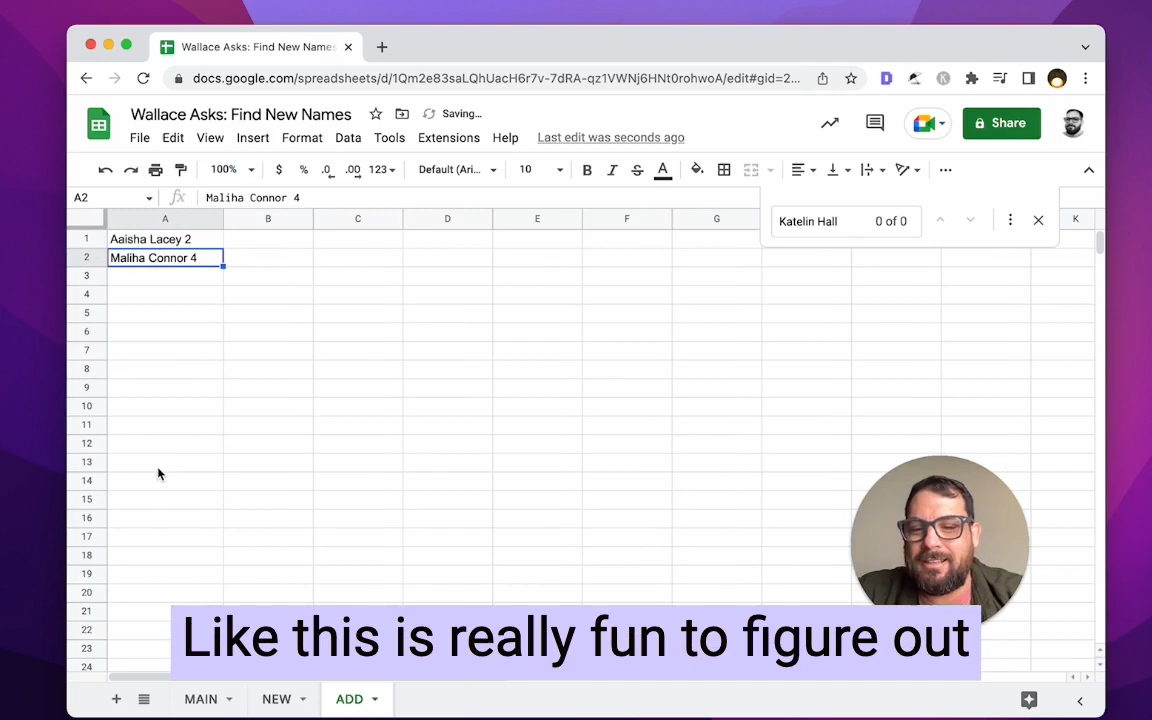 Wallace Asks: Find New Names
docs.google.com/spreadsheets/d/1Qm2e83saLQhUacH6r7v-7dRA-qz1VWNj6HNt0rohwoA/edit#gid=2...
Wallace Asks: Find New Names
Saving...
File Edit View Insert Format Data Tools Extensions Help Last edit was seconds ago
Share
100% $ % .0 .00 123 Default (Ari... 10 B I S A
A2 fx Maliha Connor 4
Katelin Hall 0 of 0
A B C D E F G K
1 Aaisha Lacey 2
2 Maliha Connor 4
3
4
5
6
7
8
9
10
11
12
13
14
15
16
17
18
19
20
21
22
23
24
Like this is really fun to figure out
MAIN NEW ADD